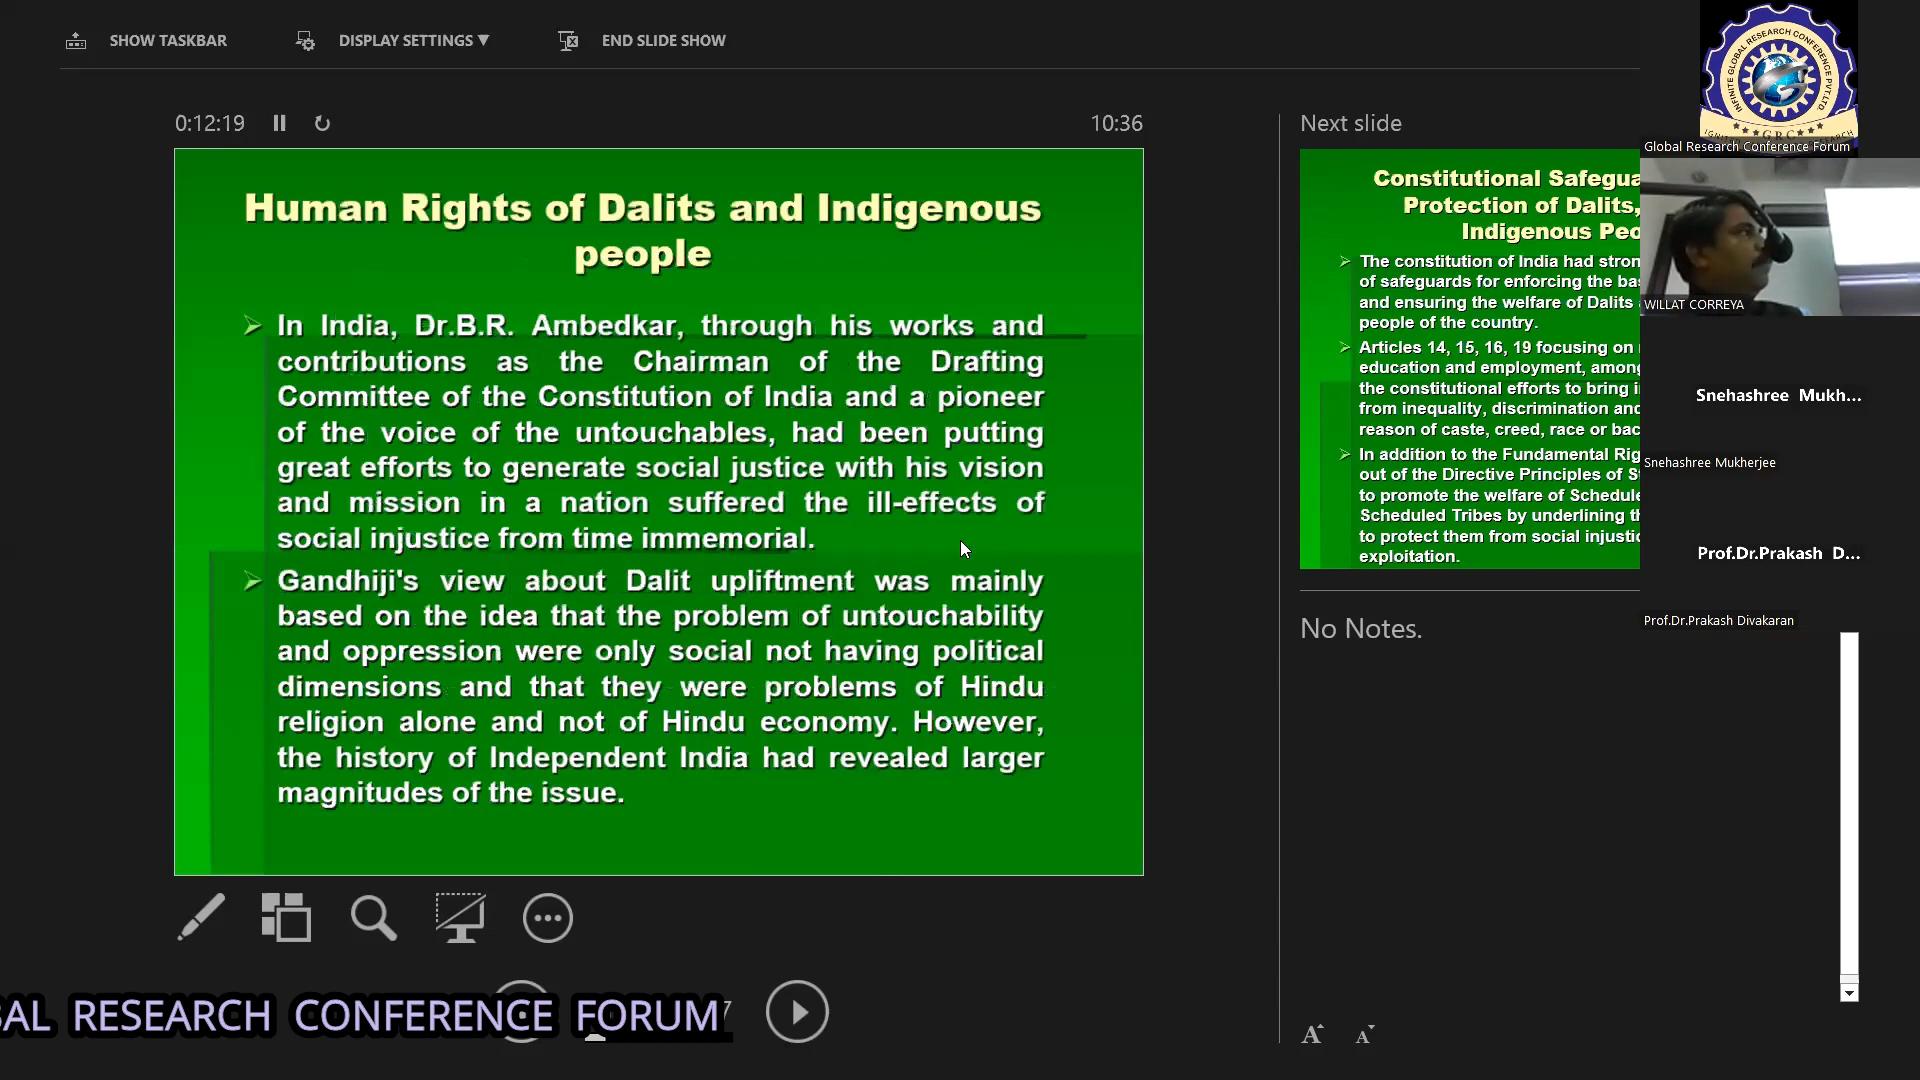 SHOW TASKBAR
DISPLAY SETTINGS ▼
END SLIDE SHOW
0:12:19
10:36
Human Rights of Dalits and Indigenous
people
In India, Dr.B.R. Ambedkar, through his works and
contributions as the Chairman of the Drafting
Committee of the Constitution of India and a pioneer
of the voice of the untouchables, had been putting
great efforts to generate social justice with his vision
and mission in a nation suffered the ill-effects of
social injustice from time immemorial.
Gandhiji's view about Dalit upliftment was mainly
based on the idea that the problem of untouchability
and oppression were only social not having political
dimensions and that they were problems of Hindu
religion alone and not of Hindu economy. However,
the history of Independent India had revealed larger
magnitudes of the issue.
Next slide
Constitutional Safegua
Protection of Dalits,
Indigenous Peo
The constitution of India had stron
of safeguards for enforcing the ba
and ensuring the welfare of Dalits
people of the country.
Articles 14, 15, 16, 19 focusing on
education and employment, among
the constitutional efforts to bring i
from inequality, discrimination and
reason of caste, creed, race or bac
In addition to the Fundamental Rig
out of the Directive Principles of S
to promote the welfare of Schedule
Scheduled Tribes by underlining th
to protect them from social injustic
exploitation.
No Notes.
INFINITE GLOBAL RESEARCH CONFERENCE PVT.LTD.
GRC
Global Research Conference Forum
WILLAT CORREYA
Snehashree Mukh...
Snehashree Mukherjee
Prof.Dr.Prakash D...
Prof.Dr.Prakash Divakaran
BAL RESEARCH CONFERENCE FORUM
7
A
A